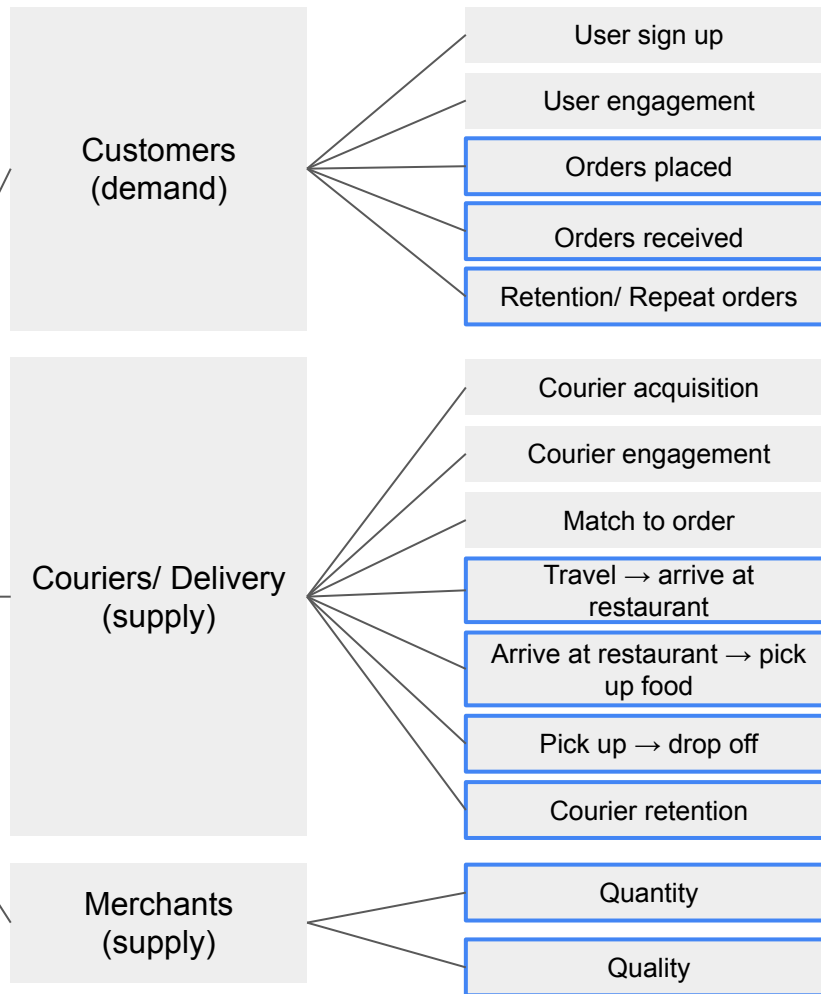 Customers
(demand)
User sign up
User engagement
Orders placed
Orders received
Retention/ Repeat orders
Couriers/ Delivery
(supply)
Courier acquisition
Courier engagement
Match to order
Travel → arrive at
restaurant
Arrive at restaurant → pick
up food
Pick up → drop off
Courier retention
Merchants
(supply)
Quantity
Quality